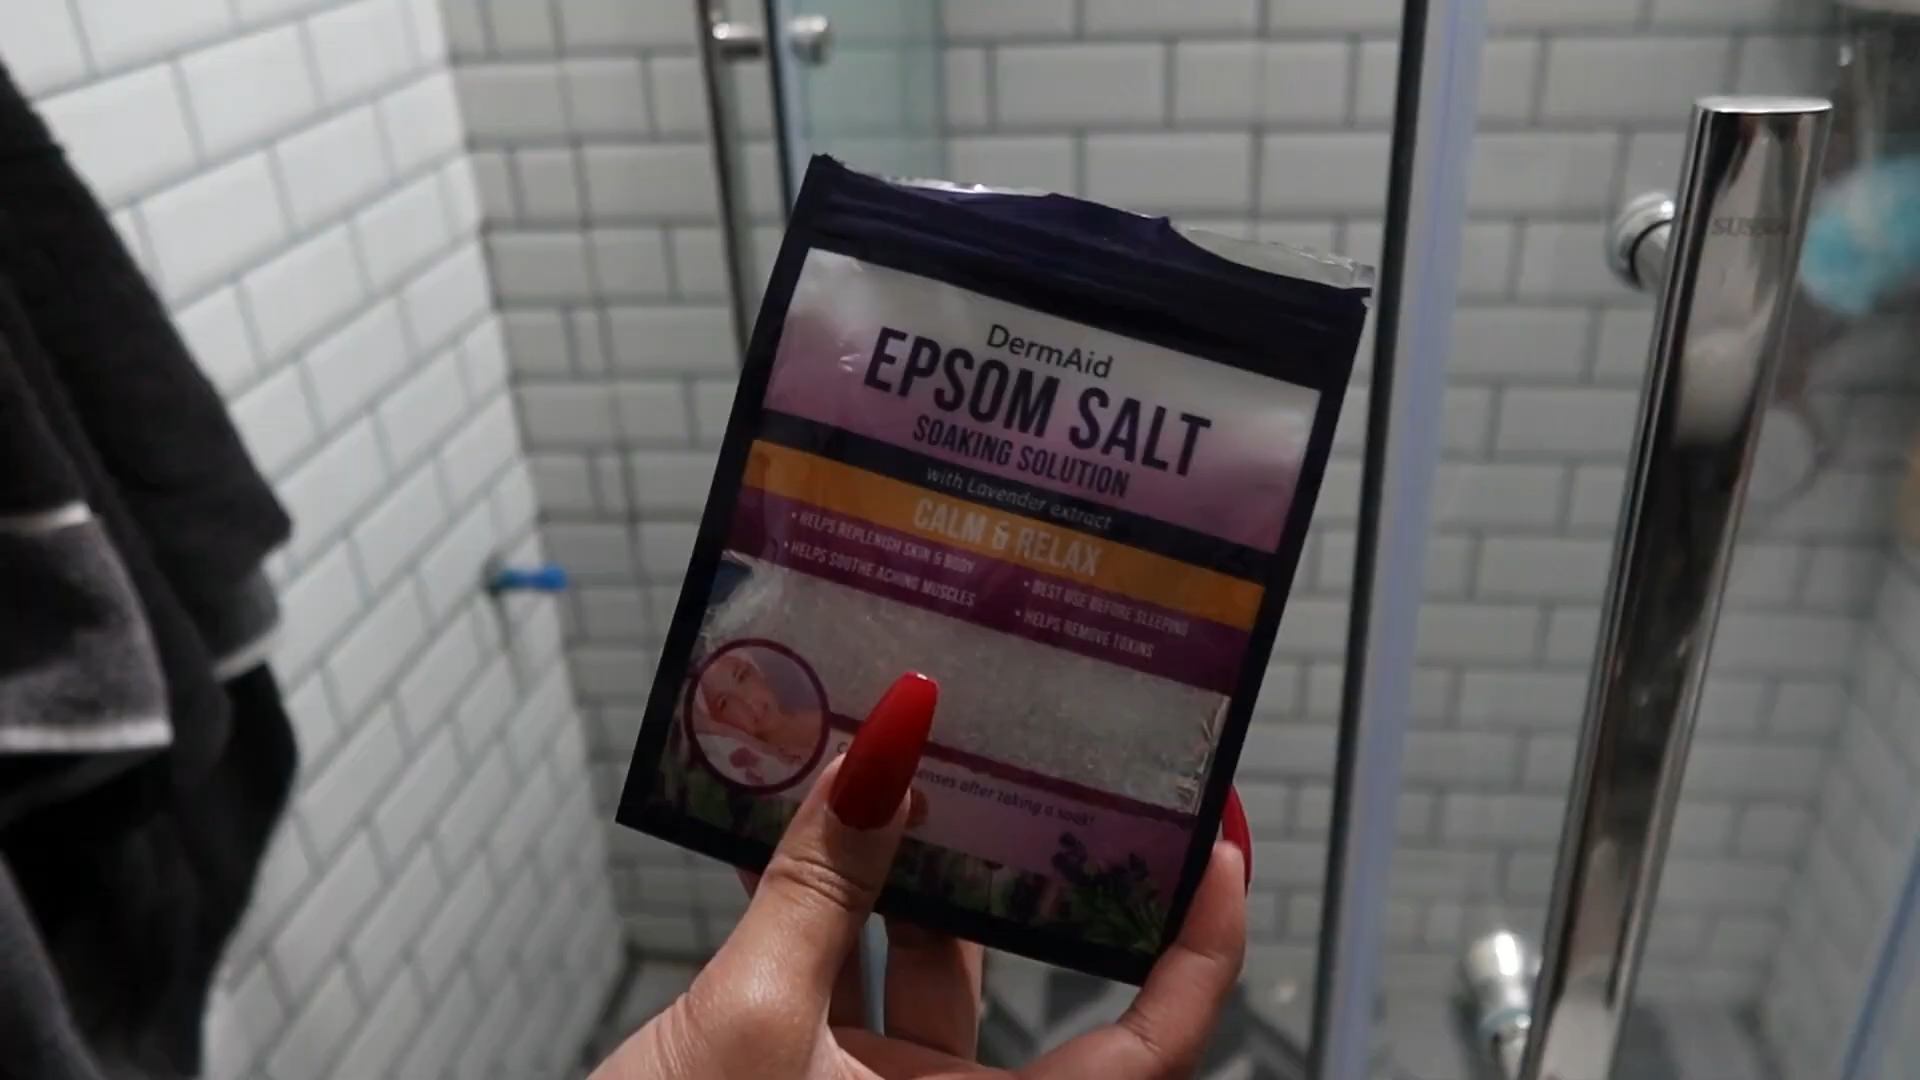 DermAid
EPSOM SALT
SOAKING SOLUTION
with Lavender extract
CALM & RELAX
• HELPS REPLENISH SKIN & BODY
• HELPS SOOTHE ACHING MUSCLES
• BEST USE BEFORE SLEEPING
• HELPS REMOVE TOXINS
after taking a soak!